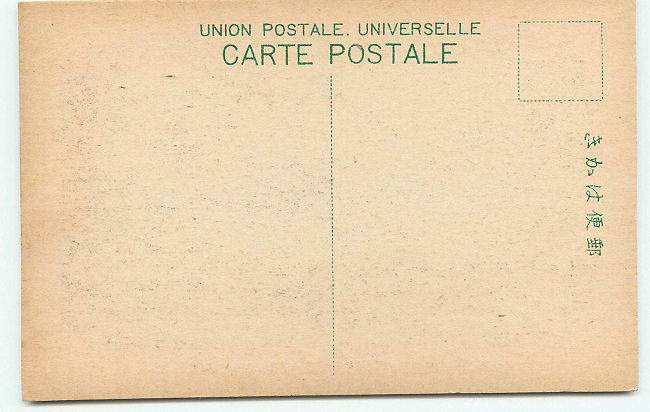 UNION POSTALE. UNIVERSELLE
CARTE POSTALE
郵便はかき